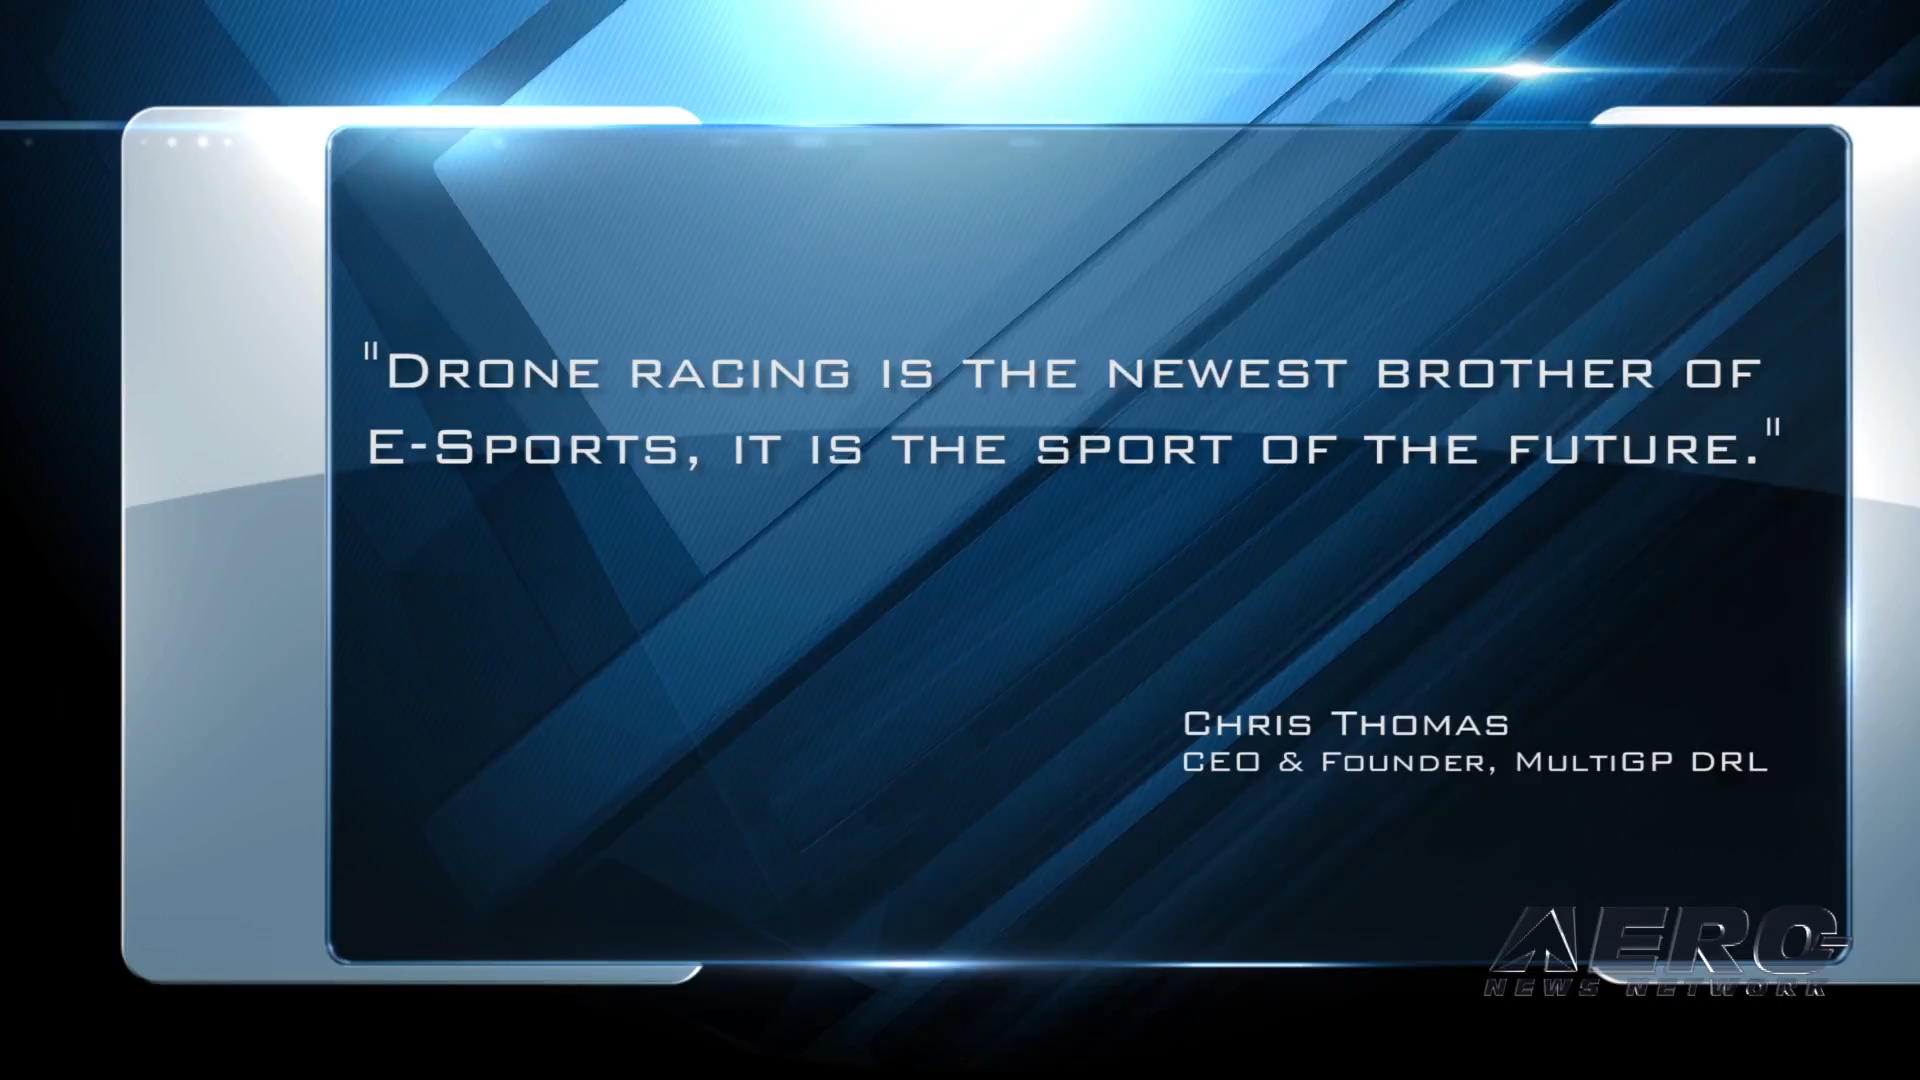 "Drone racing is the newest brother of
E-Sports, it is the sport of the future."
Chris Thomas
CEO & Founder, MultiGP DRL
AERO
NEWS NETWORK